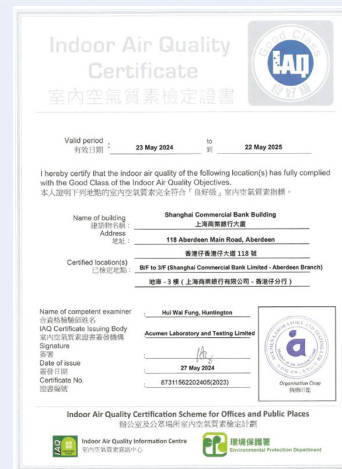 Indoor Air Quality
Certificate
室內空氣質素檢定證書
Good Class
IAQ
良好級
Valid period
有效日期
:
23 May 2024
to
到
22 May 2025
I hereby certify that the indoor air quality of the following location(s) has fully complied
with the Good Class of the Indoor Air Quality Objectives.
本人證明下列地點的室內空氣質素完全符合「良好級」室內空氣質素指標。
Name of building
建築物名稱:
Shanghai Commercial Bank Building
上海商業銀行大廈
Address
地址:
118 Aberdeen Main Road, Aberdeen
香港仔香港仔大道 118 號
Certified location(s)
已檢定地點:
B/F to 3/F (Shanghai Commercial Bank Limited - Aberdeen Branch)
地庫 - 3 樓 ( 上海商業銀行有限公司 - 香港仔分行 )
Name of competent examiner
合資格檢驗師姓名
: Hui Wai Fung, Huntington
IAQ Certificate Issuing Body
室內空氣質素證書簽發機構
: Acumen Laboratory and Testing Limited
Signature
簽署
:
Date of issue
簽發日期
: 27 May 2024
Certificate No.
證書編號
: 87311562202405(2023)
Organisation Chop
機構印鑑
Indoor Air Quality Certification Scheme for Offices and Public Places
辦公室及公眾場所室內空氣質素檢定計劃
IAQ
Indoor Air Quality Information Centre
室內空氣質素資訊中心
環境保護署
Environmental Protection Department